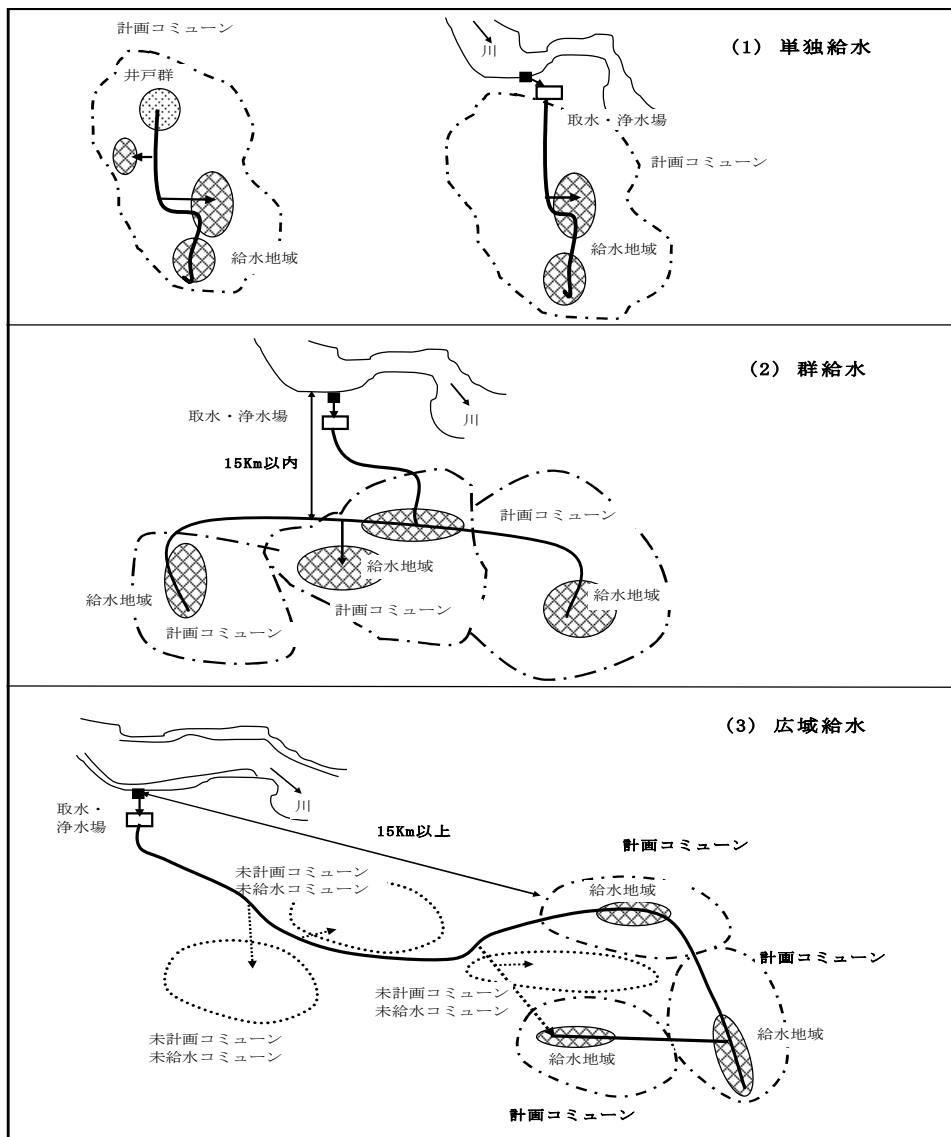 計画コミューン
井戸群
給水地域
川
(1) 単独給水
取水・浄水場
計画コミューン
給水地域
(2) 群給水
川
取水・浄水場
15Km以内
計画コミューン
給水地域
給水地域
給水地域
計画コミューン
計画コミューン
(3) 広域給水
川
取水・
浄水場
15Km以上
計画コミューン
未計画コミューン
未給水コミューン
給水地域
計画コミューン
未計画コミューン
未給水コミューン
未計画コミューン
未給水コミューン
給水地域
給水地域
計画コミューン